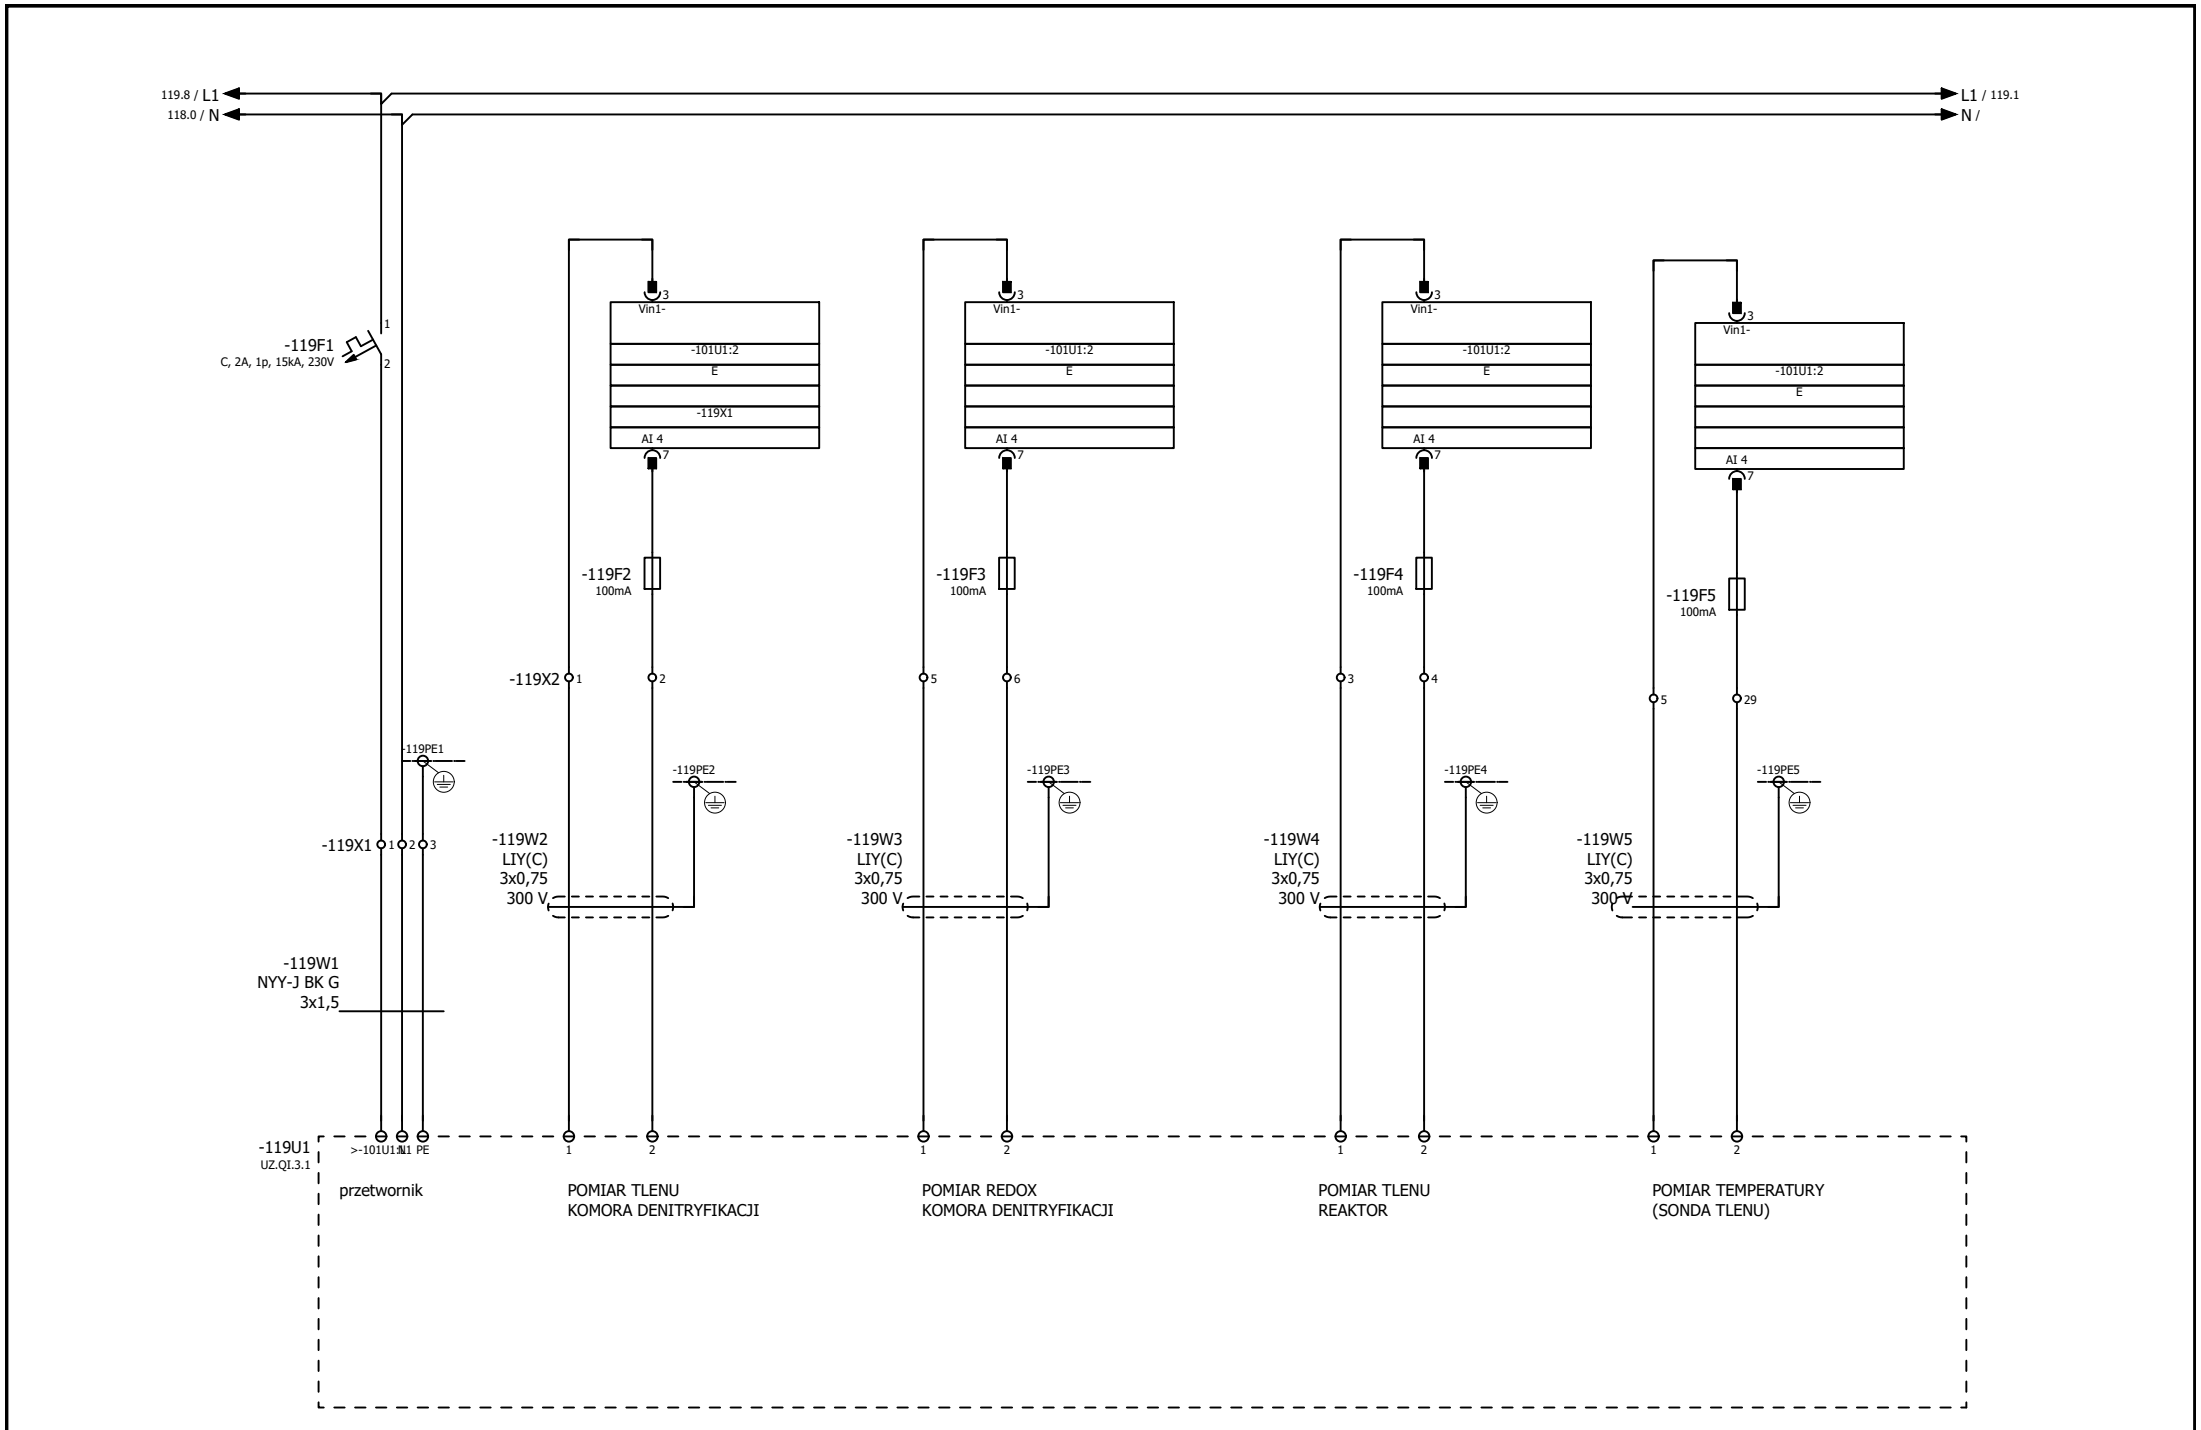 119.8 / L1
L1 / 119.1
118.0 / N
N /
3
Vin1-
-101U1:2
E
-119X1
AI 4
7
3
Vin1-
-101U1:2
E
AI 4
7
3
Vin1-
-101U1:2
E
AI 4
7
3
Vin1-
-101U1:2
E
AI 4
7
1
-119F1
C, 2A, 1p, 15kA, 230V
2
-119F2
100mA
-119F3
100mA
-119F4
100mA
-119F5
100mA
-119X2 1 2
5 6
3 4
5 29
-119PE1
-119PE2
-119PE3
-119PE4
-119PE5
-119X1 1 2 3
-119W2
LIY(C)
3x0,75
300 V
-119W3
LIY(C)
3x0,75
300 V
-119W4
LIY(C)
3x0,75
300 V
-119W5
LIY(C)
3x0,75
300 V
-119W1
NYY-J BK G
3x1,5
-119U1
UZ.QI.3.1
PE
1 2
1 2
1 2
1 2
przetwornik
POMIAR TLENU
KOMORA DENITRYFIKACJI
POMIAR REDOX
KOMORA DENITRYFIKACJI
POMIAR TLENU
REAKTOR
POMIAR TEMPERATURY
(SONDA TLENU)